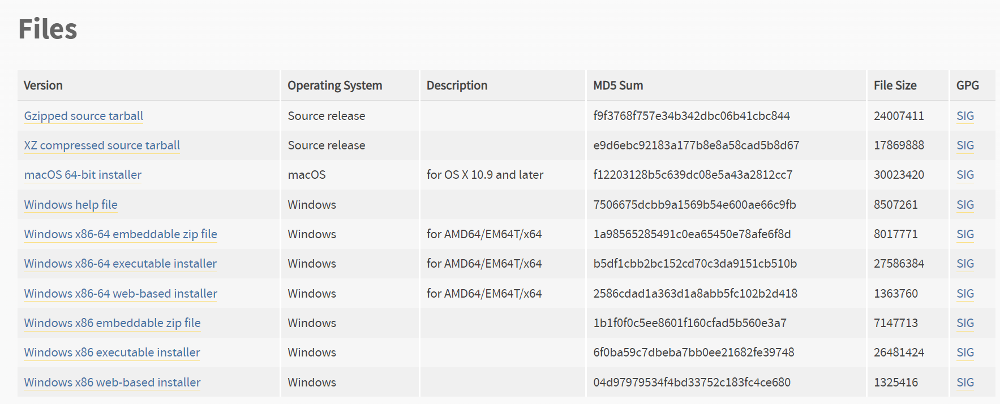 Files
Version Operating System Description MD5 Sum File Size GPG
Gzipped source tarball Source release f9f3768f757e34b342dbc06b41cbc844 24007411 SIG
XZ compressed source tarball Source release e9d6ebc92183a177b8e8a58cad5b8d67 17869888 SIG
macOS 64-bit installer macOS for OS X 10.9 and later f12203128b5c639dc08e5a43a2812cc7 30023420 SIG
Windows help file Windows 7506675dcbb9a1569b54e600ae66c9fb 8507261 SIG
Windows x86-64 embeddable zip file Windows for AMD64/EM64T/x64 1a98565285491c0ea65450e78afe6f8d 8017771 SIG
Windows x86-64 executable installer Windows for AMD64/EM64T/x64 b5df1cbb2bc152cd70c3da9151cb510b 27586384 SIG
Windows x86-64 web-based installer Windows for AMD64/EM64T/x64 2586cdad1a363d1a8abb5fc102b2d418 1363760 SIG
Windows x86 embeddable zip file Windows 1b1f0f0c5ee8601f160cfad5b560e3a7 7147713 SIG
Windows x86 executable installer Windows 6f0ba59c7dbeba7bb0ee21682fe39748 26481424 SIG
Windows x86 web-based installer Windows 04d97979534f4bd33752c183fc4ce680 1325416 SIG